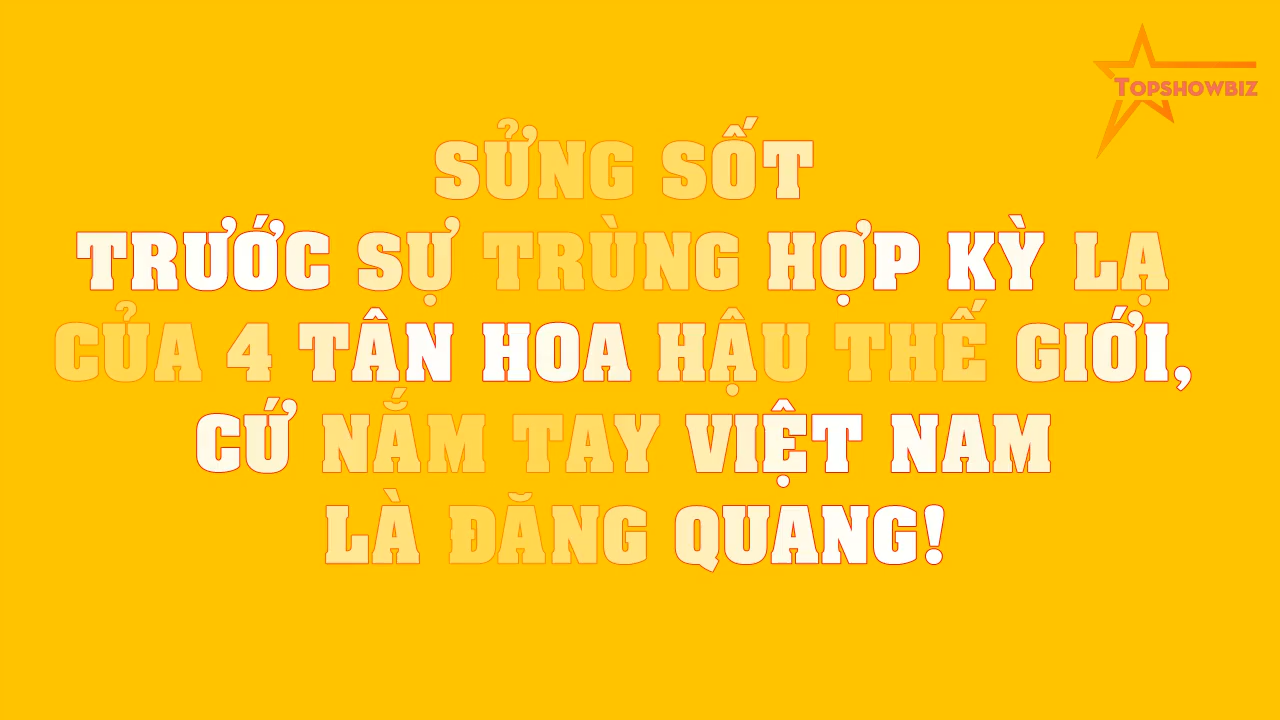 TOPSHOWBIZ
SỬNG SỐT
TRƯỚC SỰ TRÙNG HỢP KỲ LẠ
CỦA 4 TÂN HOA HẬU THẾ GIỚI,
CỨ NẮM TAY VIỆT NAM
LÀ ĐĂNG QUANG!